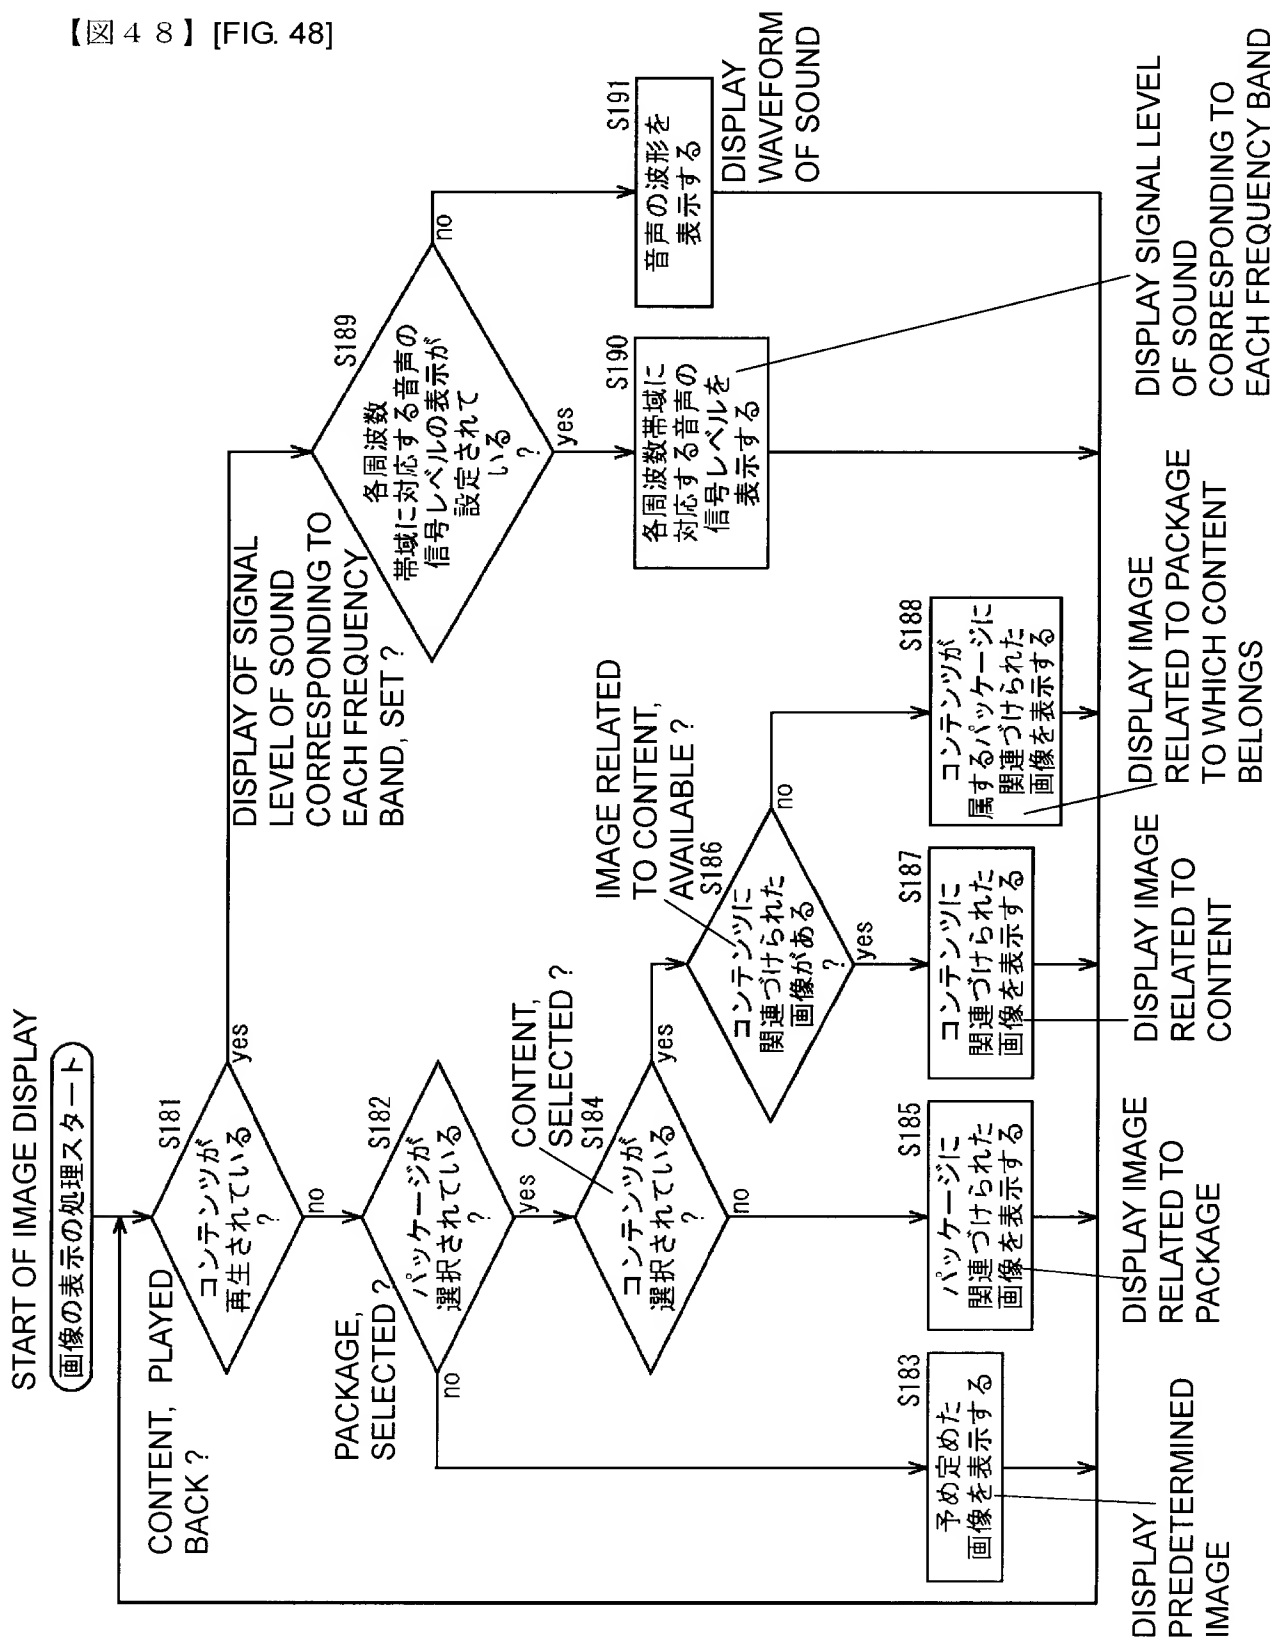 【図４８】 [FIG. 48]
START OF IMAGE DISPLAY
画像の表示の処理スタート
CONTENT, PLAYED
BACK ?
S181
コンテンツが
再生されている
?
yes
no
PACKAGE,
SELECTED ?
S182
パッケージが
選択されている
?
no
yes
CONTENT,
SELECTED ?
S184
コンテンツが
選択されている
?
yes
no
IMAGE RELATED
TO CONTENT,
AVAILABLE ?
S186
コンテンツに
関連づけられた
画像がある
?
no
yes
DISPLAY OF SIGNAL
LEVEL OF SOUND
CORRESPONDING TO
EACH FREQUENCY
BAND, SET ?
S189
各周波数
帯域に対応する音声の
信号レベルの表示が
設定されて
いる
?
no
yes
S183
予め定めた
画像を表示する
DISPLAY
PREDETERMINED
IMAGE
S185
パッケージに
関連づけられた
画像を表示する
DISPLAY IMAGE
RELATED TO
PACKAGE
S187
コンテンツに
関連づけられた
画像を表示する
DISPLAY IMAGE
RELATED TO
CONTENT
S188
コンテンツが
属するパッケージに
関連づけられた
画像を表示する
DISPLAY IMAGE
RELATED TO PACKAGE
TO WHICH CONTENT
BELONGS
S190
各周波数帯域に
対応する音声の
信号レベルを
表示する
DISPLAY SIGNAL LEVEL
OF SOUND
CORRESPONDING TO
EACH FREQUENCY BAND
S191
音声の波形を
表示する
DISPLAY
WAVEFORM
OF SOUND